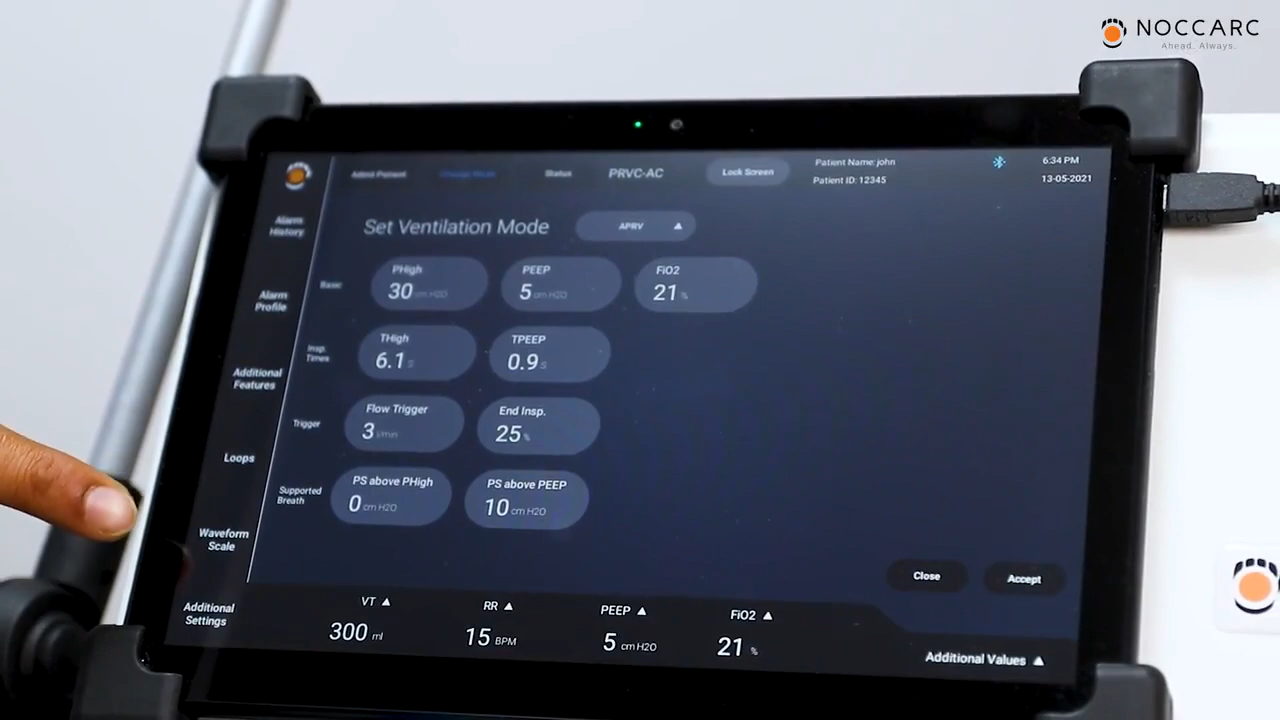 NOCCARC
Ahead. Always.
Admit Patient
Change Mode
Status
PRVC-AC
Lock Screen
Patient Name: john
Patient ID: 12345
6:34 PM
13-05-2021
Alarm
History
Alarm
Profile
Additional
Features
Loops
Waveform
Scale
Additional
Settings
Set Ventilation Mode
APRV
Basic
PHigh
30 cm H2O
PEEP
5 cm H2O
FiO2
21 %
Insp.
Times
THigh
6.1 s
TPEEP
0.9 s
Trigger
Flow Trigger
3 l/min
End Insp.
25 %
Supported
Breath
PS above PHigh
0 cm H2O
PS above PEEP
10 cm H2O
Close
Accept
VT
300 ml
RR
15 BPM
PEEP
5 cm H2O
FiO2
21 %
Additional Values